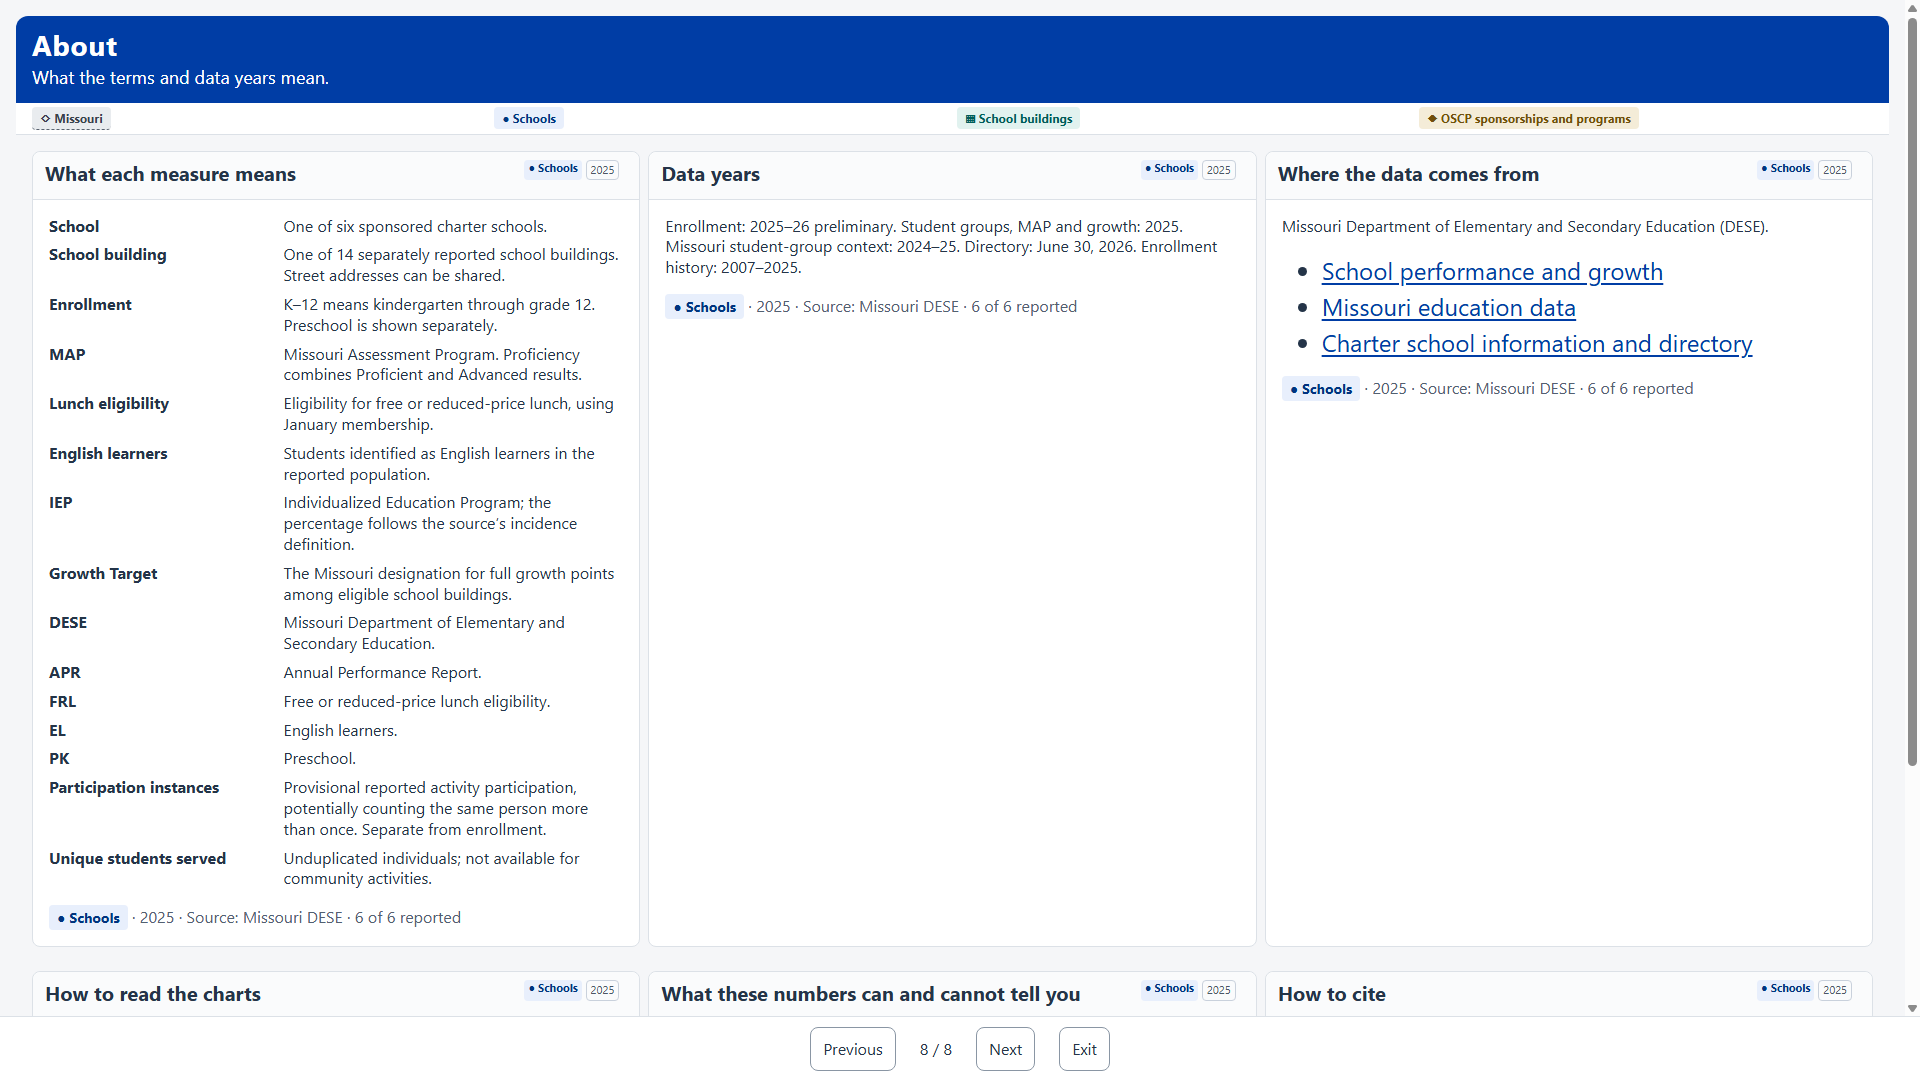 About
What the terms and data years mean.
Missouri
Schools
School buildings
OSCP sponsorships and programs
What each measure means
Schools 2025
School
One of six sponsored charter schools.
School building
One of 14 separately reported school buildings.
Street addresses can be shared.
Enrollment
K–12 means kindergarten through grade 12.
Preschool is shown separately.
MAP
Missouri Assessment Program. Proficiency
combines Proficient and Advanced results.
Lunch eligibility
Eligibility for free or reduced-price lunch, using
January membership.
English learners
Students identified as English learners in the
reported population.
IEP
Individualized Education Program; the
percentage follows the source's incidence
definition.
Growth Target
The Missouri designation for full growth points
among eligible school buildings.
DESE
Missouri Department of Elementary and
Secondary Education.
APR
Annual Performance Report.
FRL
Free or reduced-price lunch eligibility.
EL
English learners.
PK
Preschool.
Participation instances
Provisional reported activity participation,
potentially counting the same person more
than once. Separate from enrollment.
Unique students served
Unduplicated individuals; not available for
community activities.
Schools · 2025 · Source: Missouri DESE · 6 of 6 reported
Data years
Schools 2025
Enrollment: 2025–26 preliminary. Student groups, MAP and growth: 2025.
Missouri student-group context: 2024–25. Directory: June 30, 2026. Enrollment
history: 2007–2025.
Schools · 2025 · Source: Missouri DESE · 6 of 6 reported
Where the data comes from
Schools 2025
Missouri Department of Elementary and Secondary Education (DESE).
School performance and growth
Missouri education data
Charter school information and directory
Schools · 2025 · Source: Missouri DESE · 6 of 6 reported
How to read the charts
Schools 2025
What these numbers can and cannot tell you
Schools 2025
How to cite
Schools 2025
Previous
8 / 8
Next
Exit